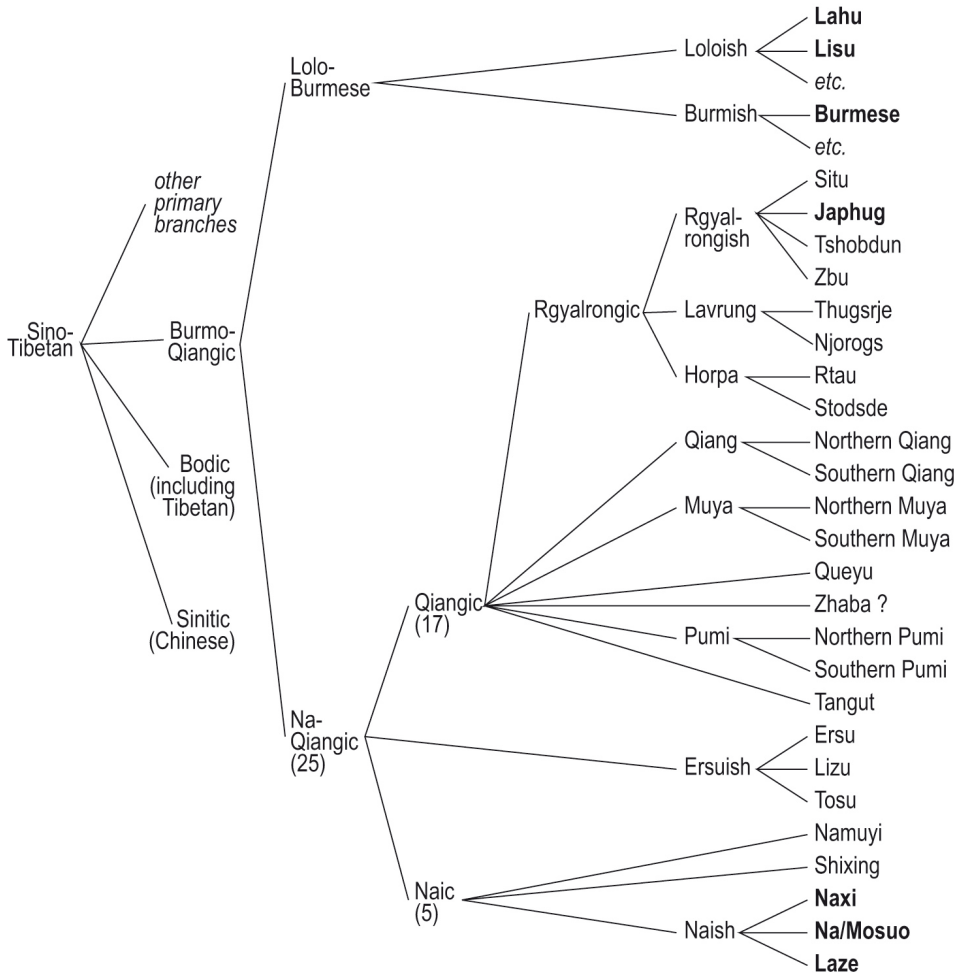 Sino-
Tibetan
other
primary
branches
Burmo-
Qiangic
Bodic
(including
Tibetan)
Sinitic
(Chinese)
Lolo-
Burmese
Na-
Qiangic
(25)
Loloish
Lahu
Lisu
etc.
Burmish
Burmese
etc.
Qiangic
(17)
Rgyalrongic
Rgyal-
rongish
Situ
Japhug
Tshobdun
Zbu
Lavrung
Thugsrje
Njorogs
Horpa
Rtau
Stodsde
Qiang
Northern Qiang
Southern Qiang
Muya
Northern Muya
Southern Muya
Queyu
Zhaba ?
Pumi
Northern Pumi
Southern Pumi
Tangut
Ersuish
Ersu
Lizu
Tosu
Naic
(5)
Namuyi
Shixing
Naish
Naxi
Na/Mosuo
Laze